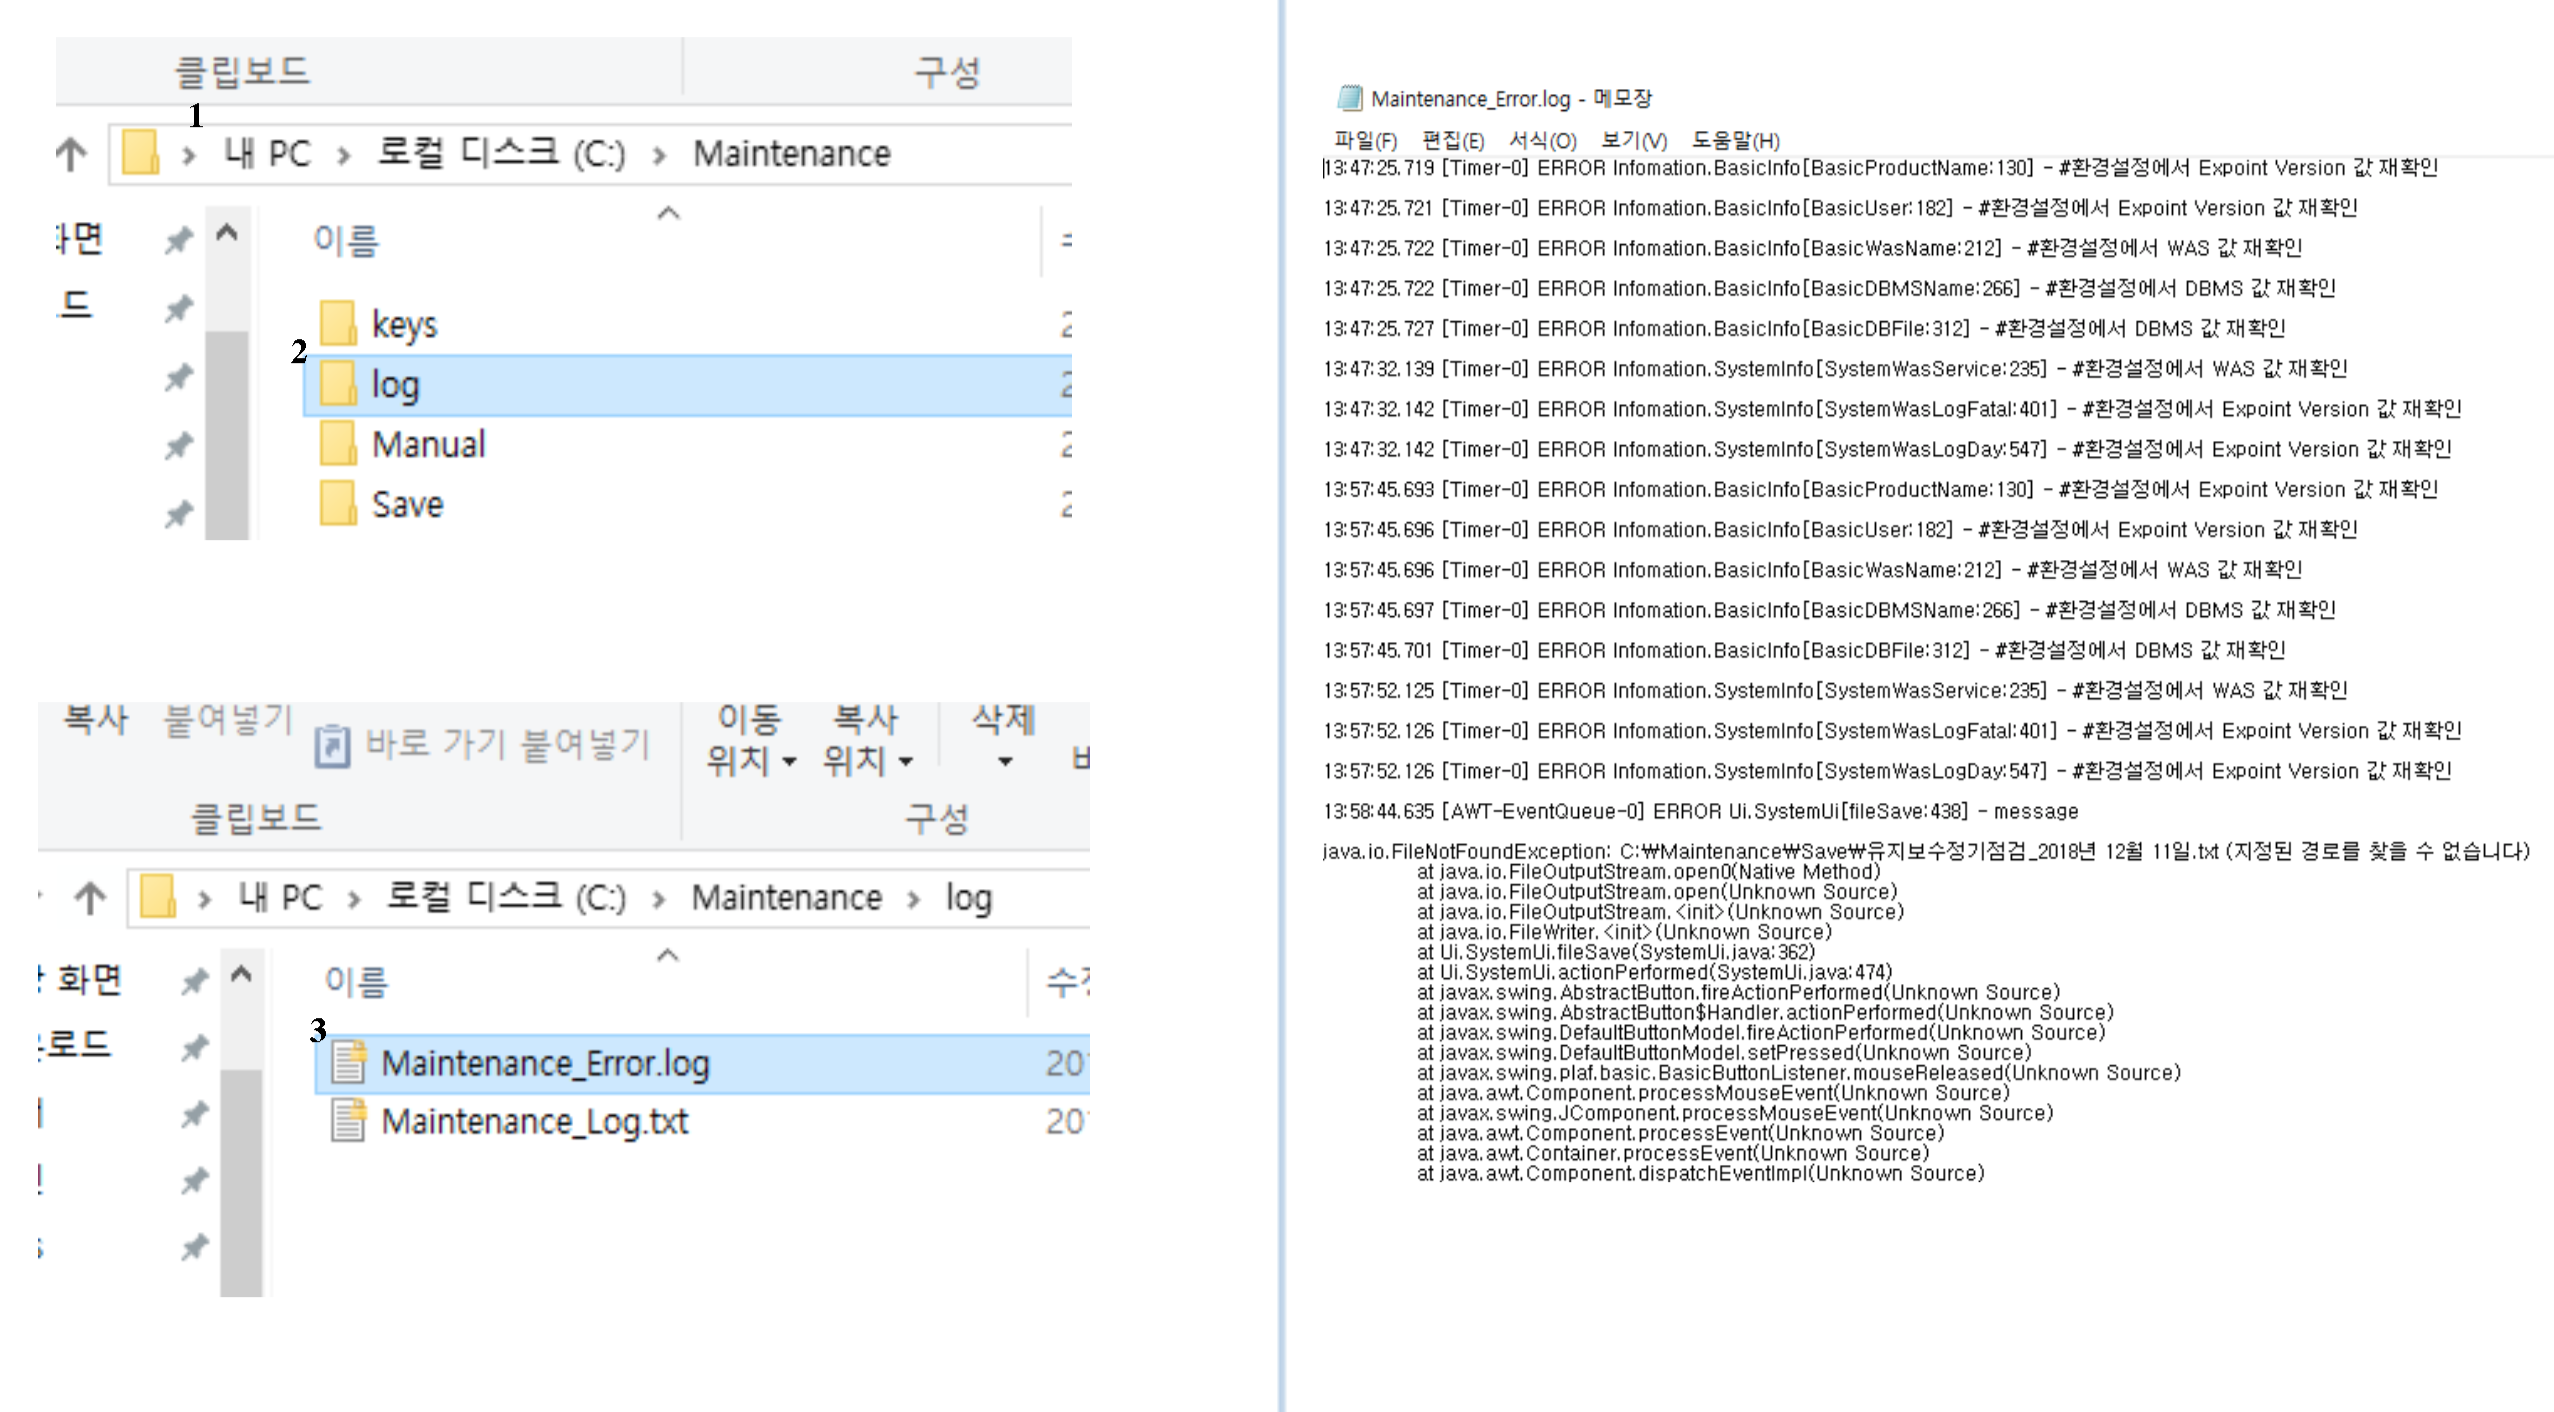 클립보드 구성
1
내 PC > 로컬 디스크 (C:) > Maintenance
화면
이름
드
keys
2
log
Manual
Save
복사 붙여넣기 바로 가기 붙여넣기 이동 위치 복사 위치 삭제
클립보드 구성
내 PC > 로컬 디스크 (C:) > Maintenance > log
화면
이름
로드
3
Maintenance_Error.log 20
Maintenance_Log.txt 20
Maintenance_Error.log - 메모장
파일(F) 편집(E) 서식(O) 보기(V) 도움말(H)
13:47:25.719 [Timer-0] ERROR Infomation.BasicInfo[BasicProductName:130] - #환경설정에서 Expoint Version 값 재확인
13:47:25.721 [Timer-0] ERROR Infomation.BasicInfo[BasicUser:182] - #환경설정에서 Expoint Version 값 재확인
13:47:25.722 [Timer-0] ERROR Infomation.BasicInfo[BasicWasName:212] - #환경설정에서 WAS 값 재확인
13:47:25.722 [Timer-0] ERROR Infomation.BasicInfo[BasicDBMSName:266] - #환경설정에서 DBMS 값 재확인
13:47:25.727 [Timer-0] ERROR Infomation.BasicInfo[BasicDBFile:312] - #환경설정에서 DBMS 값 재확인
13:47:32.139 [Timer-0] ERROR Infomation.SystemInfo[SystemWasService:235] - #환경설정에서 WAS 값 재확인
13:47:32.142 [Timer-0] ERROR Infomation.SystemInfo[SystemWasLogFatal:401] - #환경설정에서 Expoint Version 값 재확인
13:47:32.142 [Timer-0] ERROR Infomation.SystemInfo[SystemWasLogDay:547] - #환경설정에서 Expoint Version 값 재확인
13:57:45.693 [Timer-0] ERROR Infomation.BasicInfo[BasicProductName:130] - #환경설정에서 Expoint Version 값 재확인
13:57:45.696 [Timer-0] ERROR Infomation.BasicInfo[BasicUser:182] - #환경설정에서 Expoint Version 값 재확인
13:57:45.696 [Timer-0] ERROR Infomation.BasicInfo[BasicWasName:212] - #환경설정에서 WAS 값 재확인
13:57:45.697 [Timer-0] ERROR Infomation.BasicInfo[BasicDBMSName:266] - #환경설정에서 DBMS 값 재확인
13:57:45.701 [Timer-0] ERROR Infomation.BasicInfo[BasicDBFile:312] - #환경설정에서 DBMS 값 재확인
13:57:52.125 [Timer-0] ERROR Infomation.SystemInfo[SystemWasService:235] - #환경설정에서 WAS 값 재확인
13:57:52.126 [Timer-0] ERROR Infomation.SystemInfo[SystemWasLogFatal:401] - #환경설정에서 Expoint Version 값 재확인
13:57:52.126 [Timer-0] ERROR Infomation.SystemInfo[SystemWasLogDay:547] - #환경설정에서 Expoint Version 값 재확인
13:58:44.635 [AWT-EventQueue-0] ERROR Ui.SystemUi[fileSave:438] - message
java.io.FileNotFoundException: C:₩Maintenance₩Save₩유지보수정기점검_2018년 12월 11일.txt (지정된 경로를 찾을 수 없습니다)
at java.io.FileOutputStream.open0(Native Method)
at java.io.FileOutputStream.open(Unknown Source)
at java.io.FileOutputStream.<init>(Unknown Source)
at java.io.FileWriter.<init>(Unknown Source)
at Ui.SystemUi.fileSave(SystemUi.java:362)
at Ui.SystemUi.actionPerformed(SystemUi.java:474)
at javax.swing.AbstractButton.fireActionPerformed(Unknown Source)
at javax.swing.AbstractButton$Handler.actionPerformed(Unknown Source)
at javax.swing.DefaultButtonModel.fireActionPerformed(Unknown Source)
at javax.swing.DefaultButtonModel.setPressed(Unknown Source)
at javax.swing.plaf.basic.BasicButtonListener.mouseReleased(Unknown Source)
at java.awt.Component.processMouseEvent(Unknown Source)
at javax.swing.JComponent.processMouseEvent(Unknown Source)
at java.awt.Component.processEvent(Unknown Source)
at java.awt.Container.processEvent(Unknown Source)
at java.awt.Component.dispatchEventImpl(Unknown Source)